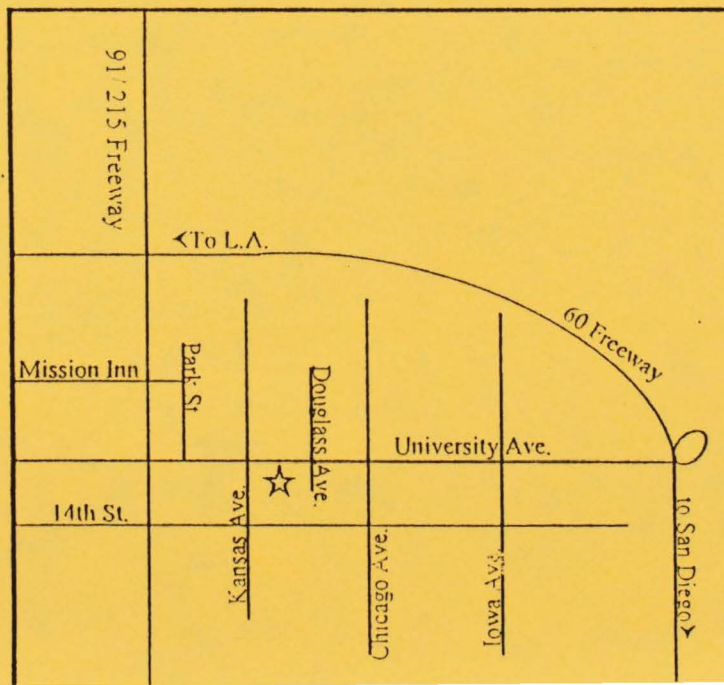 91/215 Freeway
<To L.A.
60 Freeway
Mission Inn
Park St
Douglass Ave.
University Ave.
14th St.
Kansas Ave.
Chicago Ave.
Iowa Ave.
to San Diego>